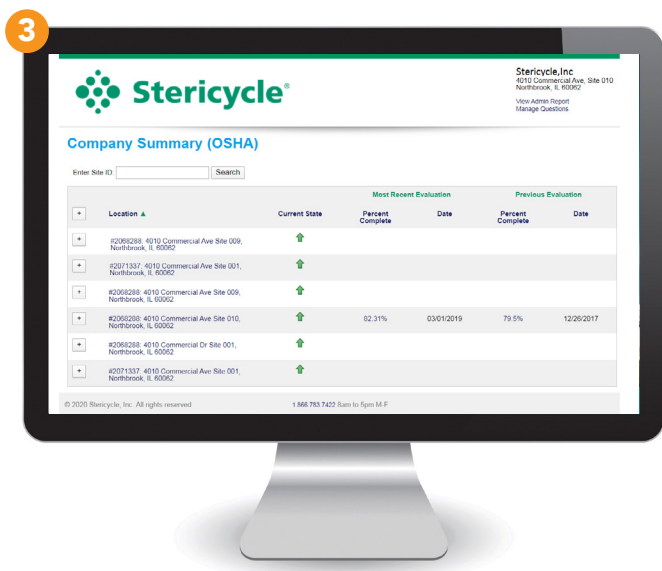 3
Stericycle®
Stericycle,Inc
4010 Commercial Ave, Site 010
Northbrook, IL 60062
View Admin Report
Manage Questions
Company Summary (OSHA)
Enter Site ID: Search
Most Recent Evaluation Previous Evaluation
+ Location ▲ Current State Percent Complete Date Percent Complete Date
+ #2068288: 4010 Commercial Ave Site 009,
Northbrook, IL 60062
+ #2071337: 4010 Commercial Ave Site 001,
Northbrook, IL 60062
+ #2068288: 4010 Commercial Ave Site 009,
Northbrook, IL 60062
+ #2068288: 4010 Commercial Ave Site 010, 82.31% 03/01/2019 79.5% 12/26/2017
Northbrook, IL 60062
+ #2068288: 4010 Commercial Dr Site 001,
Northbrook, IL 60062
+ #2071337: 4010 Commercial Ave Site 001,
Northbrook, IL 60062
© 2020 Stericycle, Inc. All rights reserved 1 866 783 7422 8am to 5pm M-F